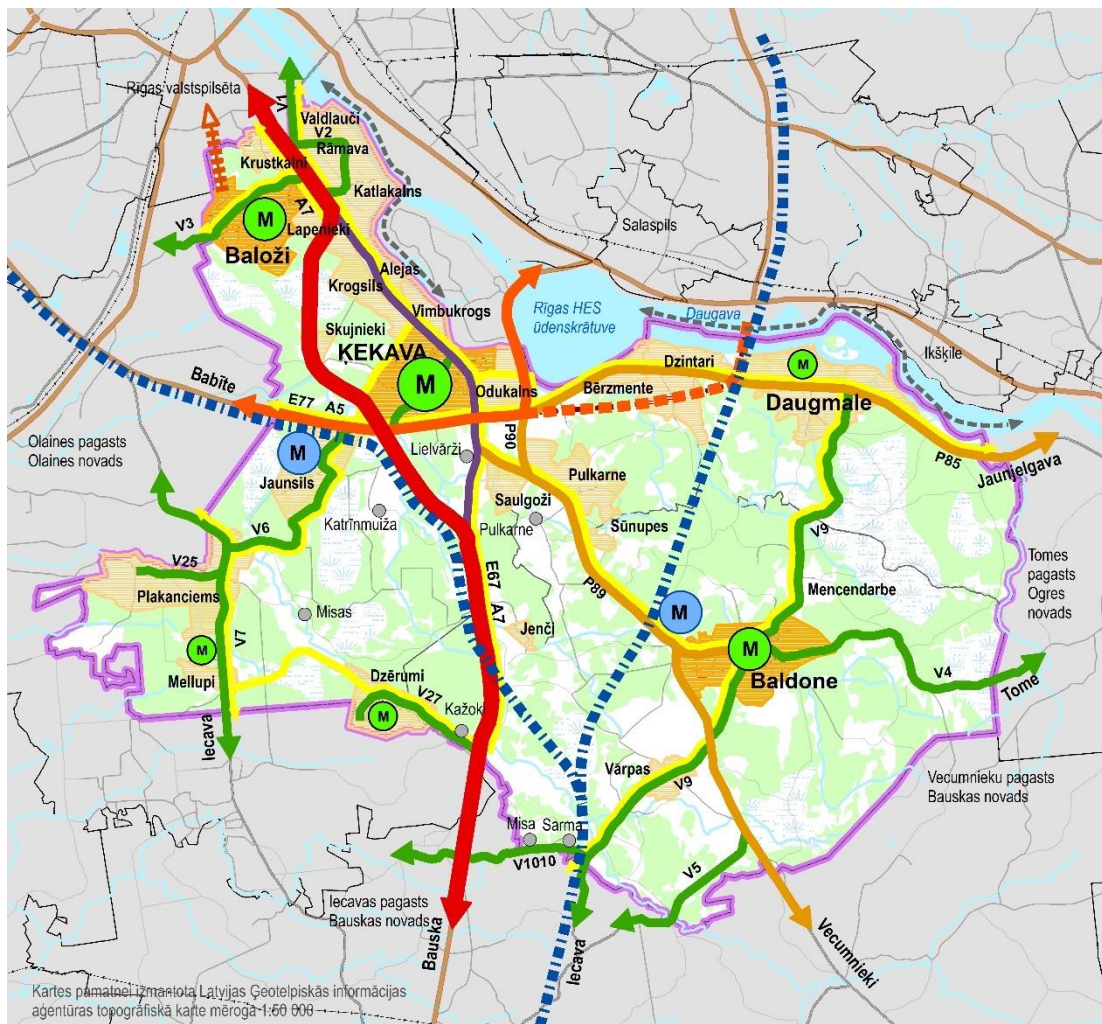 Rīgas valstspilsēta
V1
Valdlauči
V2
Rāmava
Krustkalni
Katlakalns
M
A7
Lapenieki
V3
Baloži
Salaspils
Alejas
Krogsils
Vimbukrogs
Rīgas HES
ūdenskrātuve
Daugava
Skujnieki
ĶEKAVA
M
Dzintari
M
Ikšķile
Babīte
Odukalns
Bērzmente
Daugmale
E77 A5
Olaines pagasts
Olaines novads
M
Lielvārži
P90
P85
Jaunjelgava
Jaunsils
Pulkarne
Saulgoži
Katrīnmuiža
Pulkarne
Sūnupes
V6
V9
V25
Tomes pagasts
Ogres
novads
Plakanciems
E67 A7
P89
Mencendarbe
Misas
M
Jenči
M
M
V7
Mellupi
Dzērumi
Baldone
V4
Tome
V27
M
Kažoki
Iecava
Vārpas
V9
Vecumnieku pagasts
Bauskas novads
Misa
Sarma
V1010
V5
Iecavas pagasts
Bauskas novads
Bauska
Iecava
Vecumnieki
Kartes pamatnei izmantota Latvijas Ģeotelpiskās informācijas
aģentūras topogrāfiskā karte mērogā 1:50 000